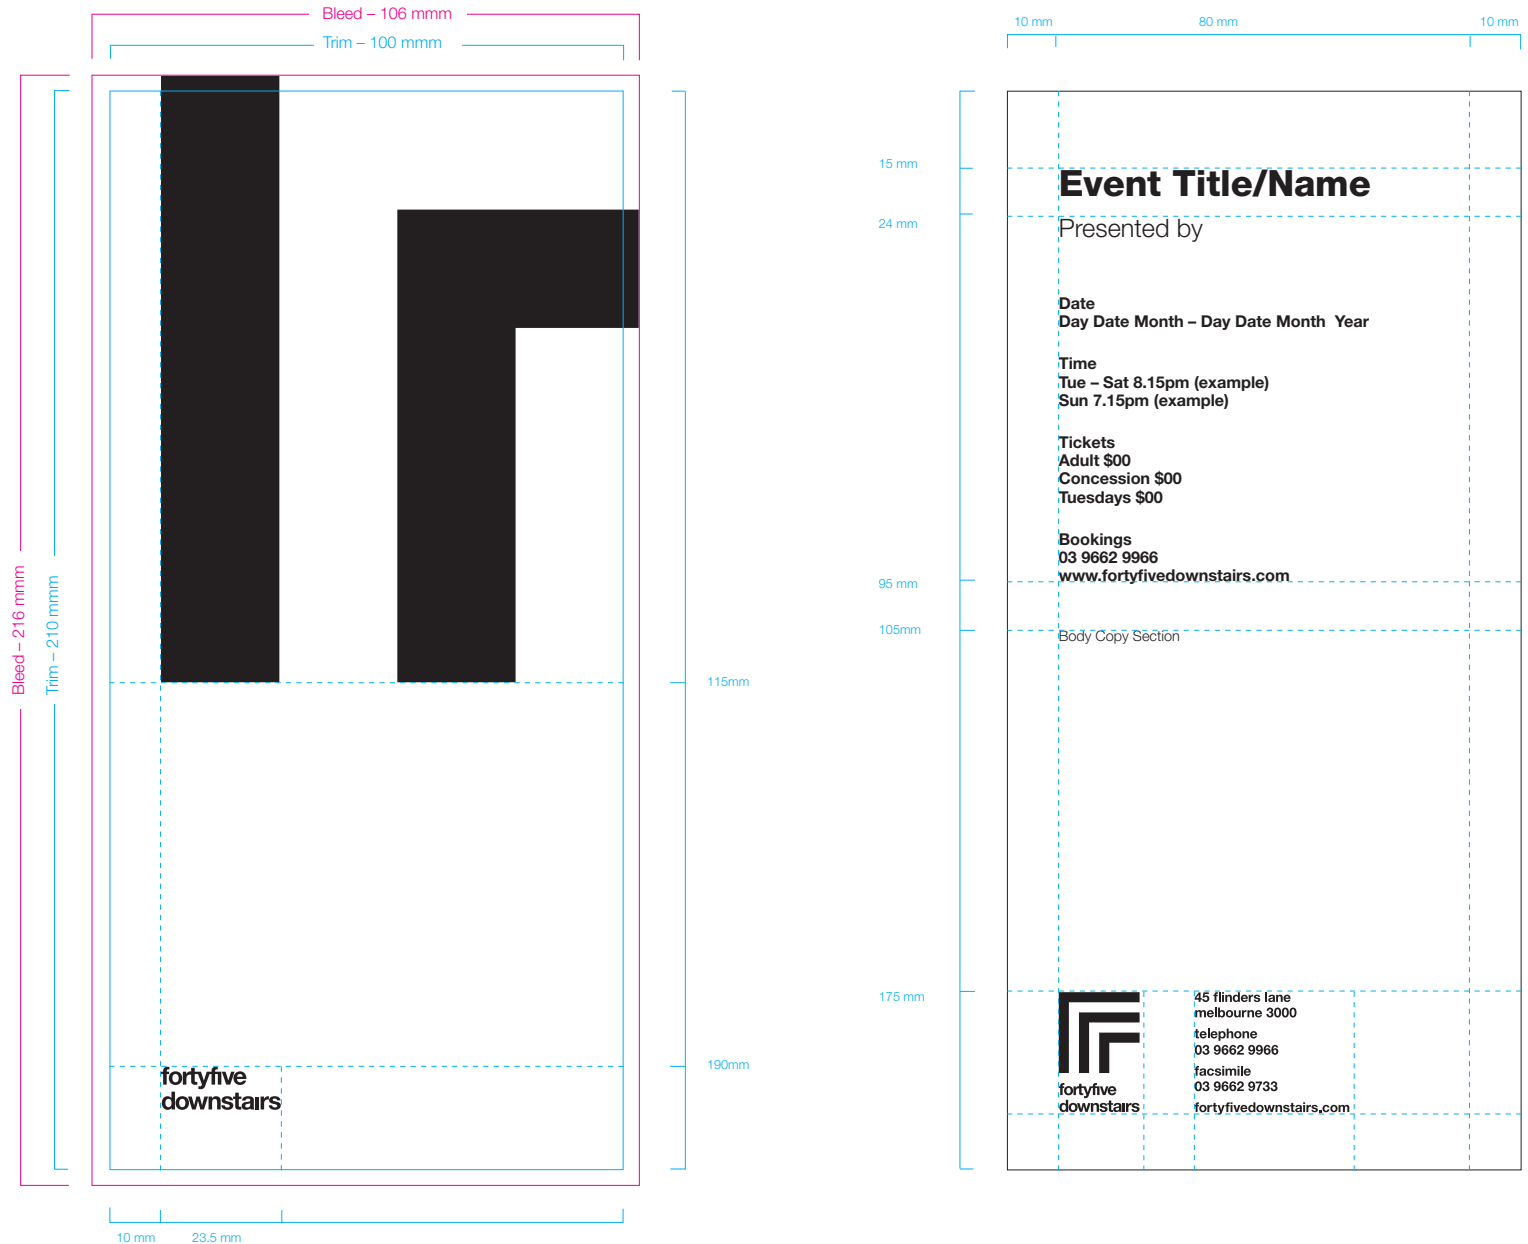 Bleed – 106 mmm
Trim – 100 mmm
Bleed – 216 mmm
Trim – 210 mmm
115mm
190mm
fortyfive
downstairs
10 mm
23.5 mm
10 mm
80 mm
10 mm
15 mm
24 mm
95 mm
105mm
175 mm
Event Title/Name
Presented by
Date
Day Date Month – Day Date Month Year
Time
Tue – Sat 8.15pm (example)
Sun 7.15pm (example)
Tickets
Adult $00
Concession $00
Tuesdays $00
Bookings
03 9662 9966
www.fortyfivedownstairs.com
Body Copy Section
fortyfive
downstairs
45 flinders lane
melbourne 3000
telephone
03 9662 9966
facsimile
03 9662 9733
fortyfivedownstairs.com